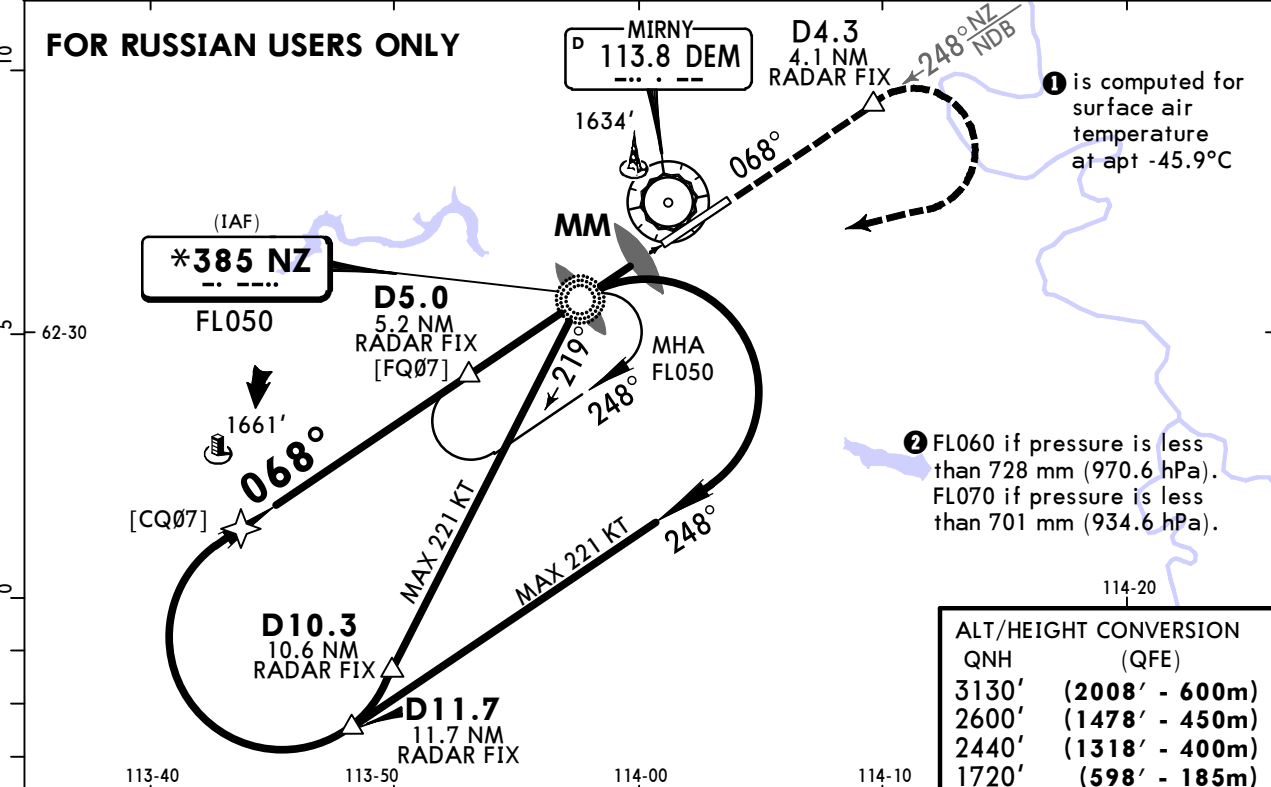 FOR RUSSIAN USERS ONLY
MIRNY
D 113.8 DEM
D4.3
4.1 NM
RADAR FIX
248° NZ
NDB
1 is computed for
surface air
temperature
at apt -45.9°C
10
1634'
068°
(IAF)
*385 NZ
FL050
MM
D5.0
5.2 NM
RADAR FIX
[FQØ7]
5
62-30
219°
MHA
FL050
248°
1661'
068°
2 FL060 if pressure is less
than 728 mm (970.6 hPa).
FL070 if pressure is less
than 701 mm (934.6 hPa).
[CQØ7]
MAX 221 KT
MAX 221 KT
248°
0
114-20
D10.3
10.6 NM
RADAR FIX
D11.7
11.7 NM
RADAR FIX
ALT/HEIGHT CONVERSION
QNH (QFE)
3130' (2008' - 600m)
2600' (1478' - 450m)
2440' (1318' - 400m)
1720' (598' - 185m)
113-40
113-50
114-00
114-10